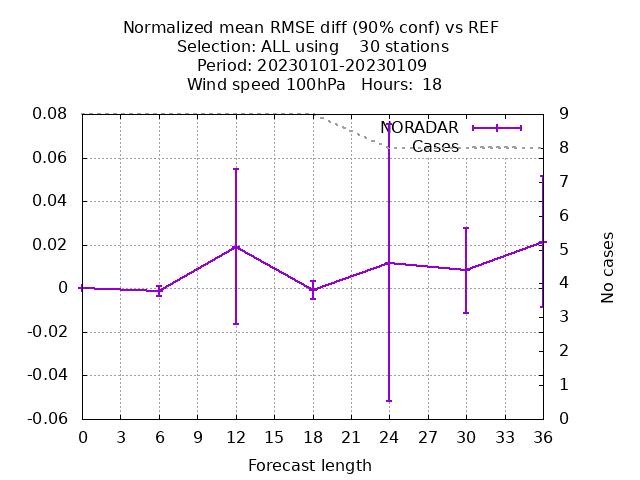 Normalized mean RMSE diff (90% conf) vs REF
Selection: ALL using    30 stations
Period: 20230101-20230109
Wind speed 100hPa   Hours:  18
NORADAR
Cases
0.08
0.06
0.04
0.02
0
-0.02
-0.04
-0.06
9
8
7
6
5
4
3
2
1
0
No cases
0 3 6 9 12 15 18 21 24 27 30 33 36
Forecast length